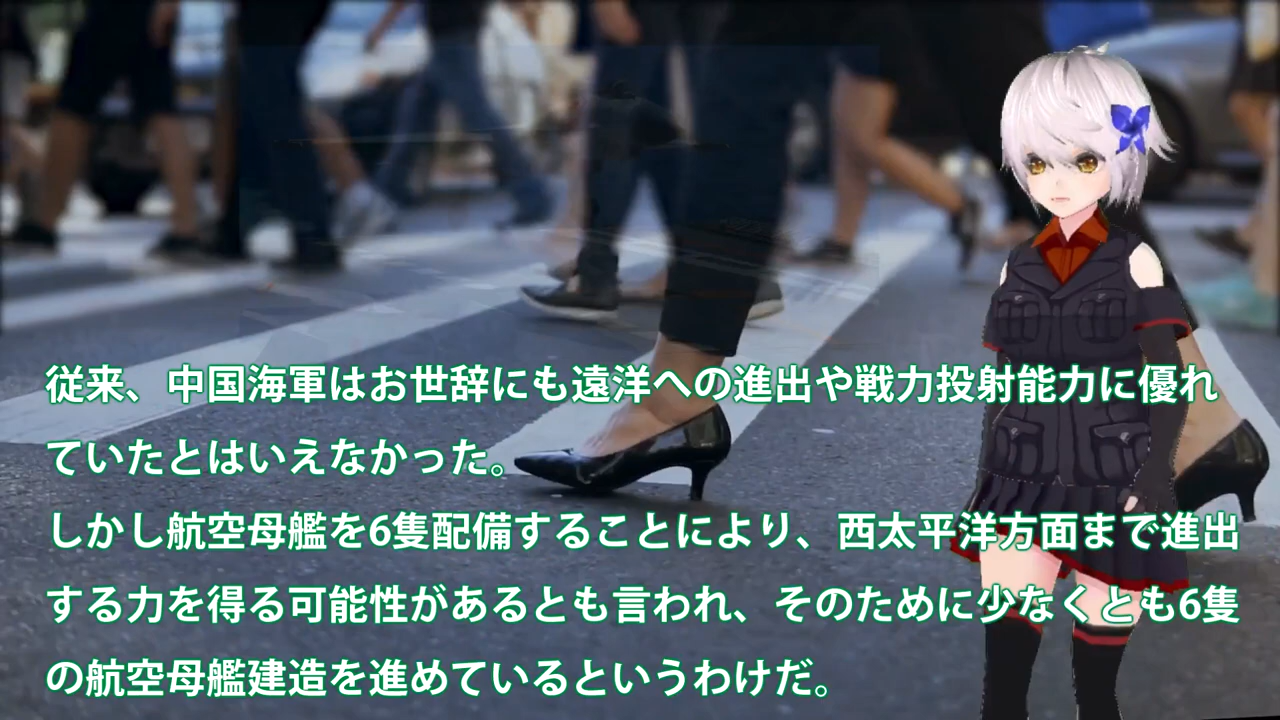 従来、中国海軍はお世辞にも遠洋への進出や戦力投射能力に優れ
ていたとはいえなかった。
しかし航空母艦を6隻配備することにより、西太平洋方面まで進出
する力を得る可能性があるとも言われ、そのために少なくとも6隻
の航空母艦建造を進めているというわけだ。